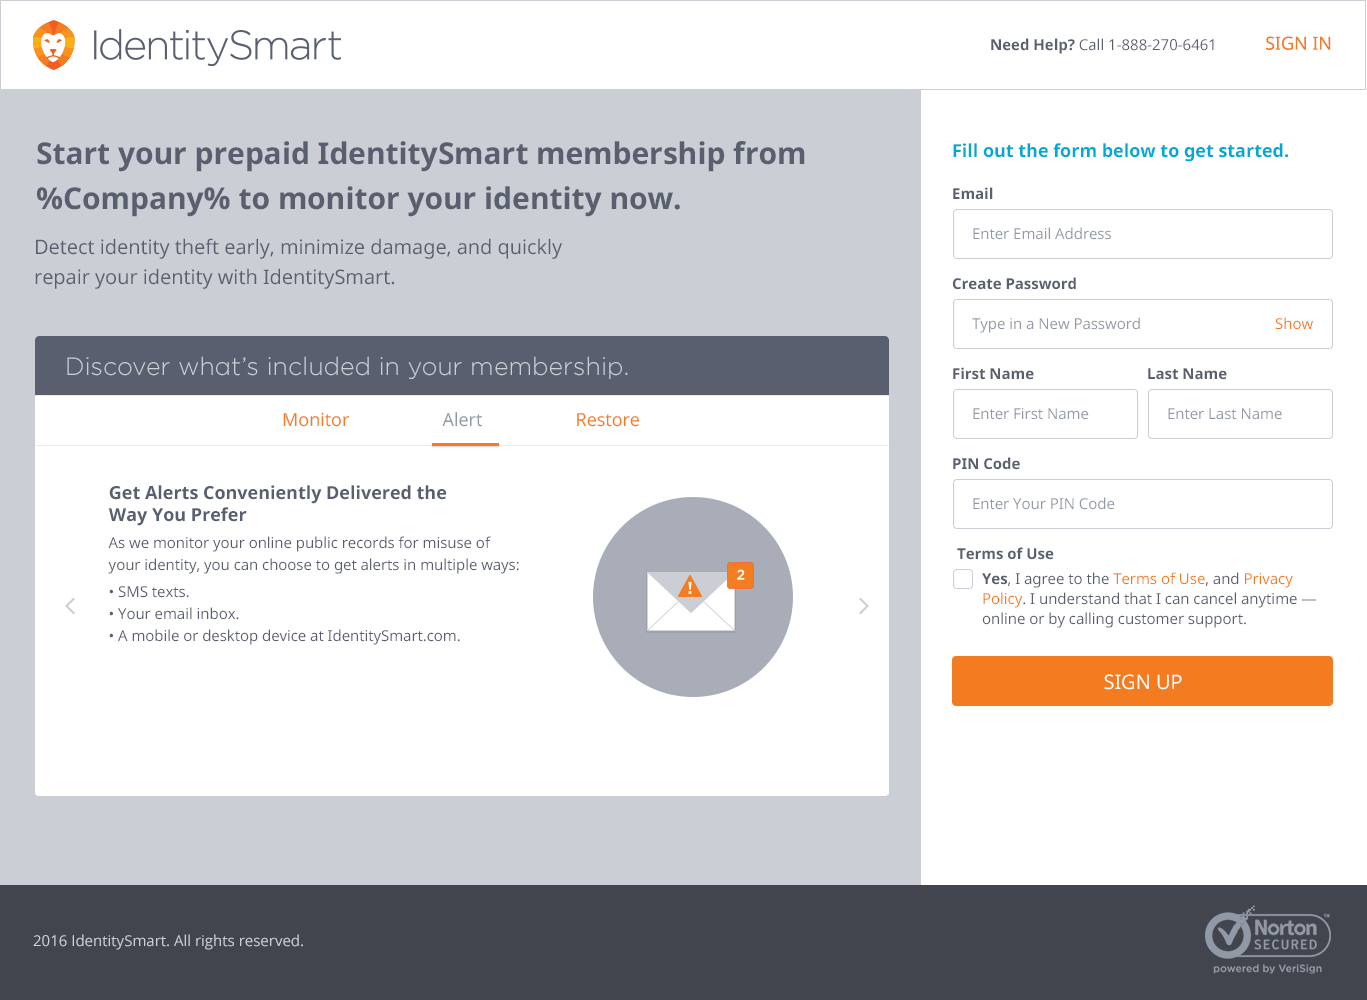 IdentitySmart
Need Help? Call 1-888-270-6461
SIGN IN
Start your prepaid IdentitySmart membership from
%Company% to monitor your identity now.
Detect identity theft early, minimize damage, and quickly
repair your identity with IdentitySmart.
Discover what's included in your membership.
Monitor
Alert
Restore
Get Alerts Conveniently Delivered the
Way You Prefer
As we monitor your online public records for misuse of
your identity, you can choose to get alerts in multiple ways:
• SMS texts.
• Your email inbox.
• A mobile or desktop device at IdentitySmart.com.
!
2
Fill out the form below to get started.
Email
Enter Email Address
Create Password
Type in a New Password
Show
First Name
Last Name
Enter First Name
Enter Last Name
PIN Code
Enter Your PIN Code
Terms of Use
Yes, I agree to the Terms of Use, and Privacy
Policy. I understand that I can cancel anytime —
online or by calling customer support.
SIGN UP
2016 IdentitySmart. All rights reserved.
Norton™
SECURED
powered by VeriSign